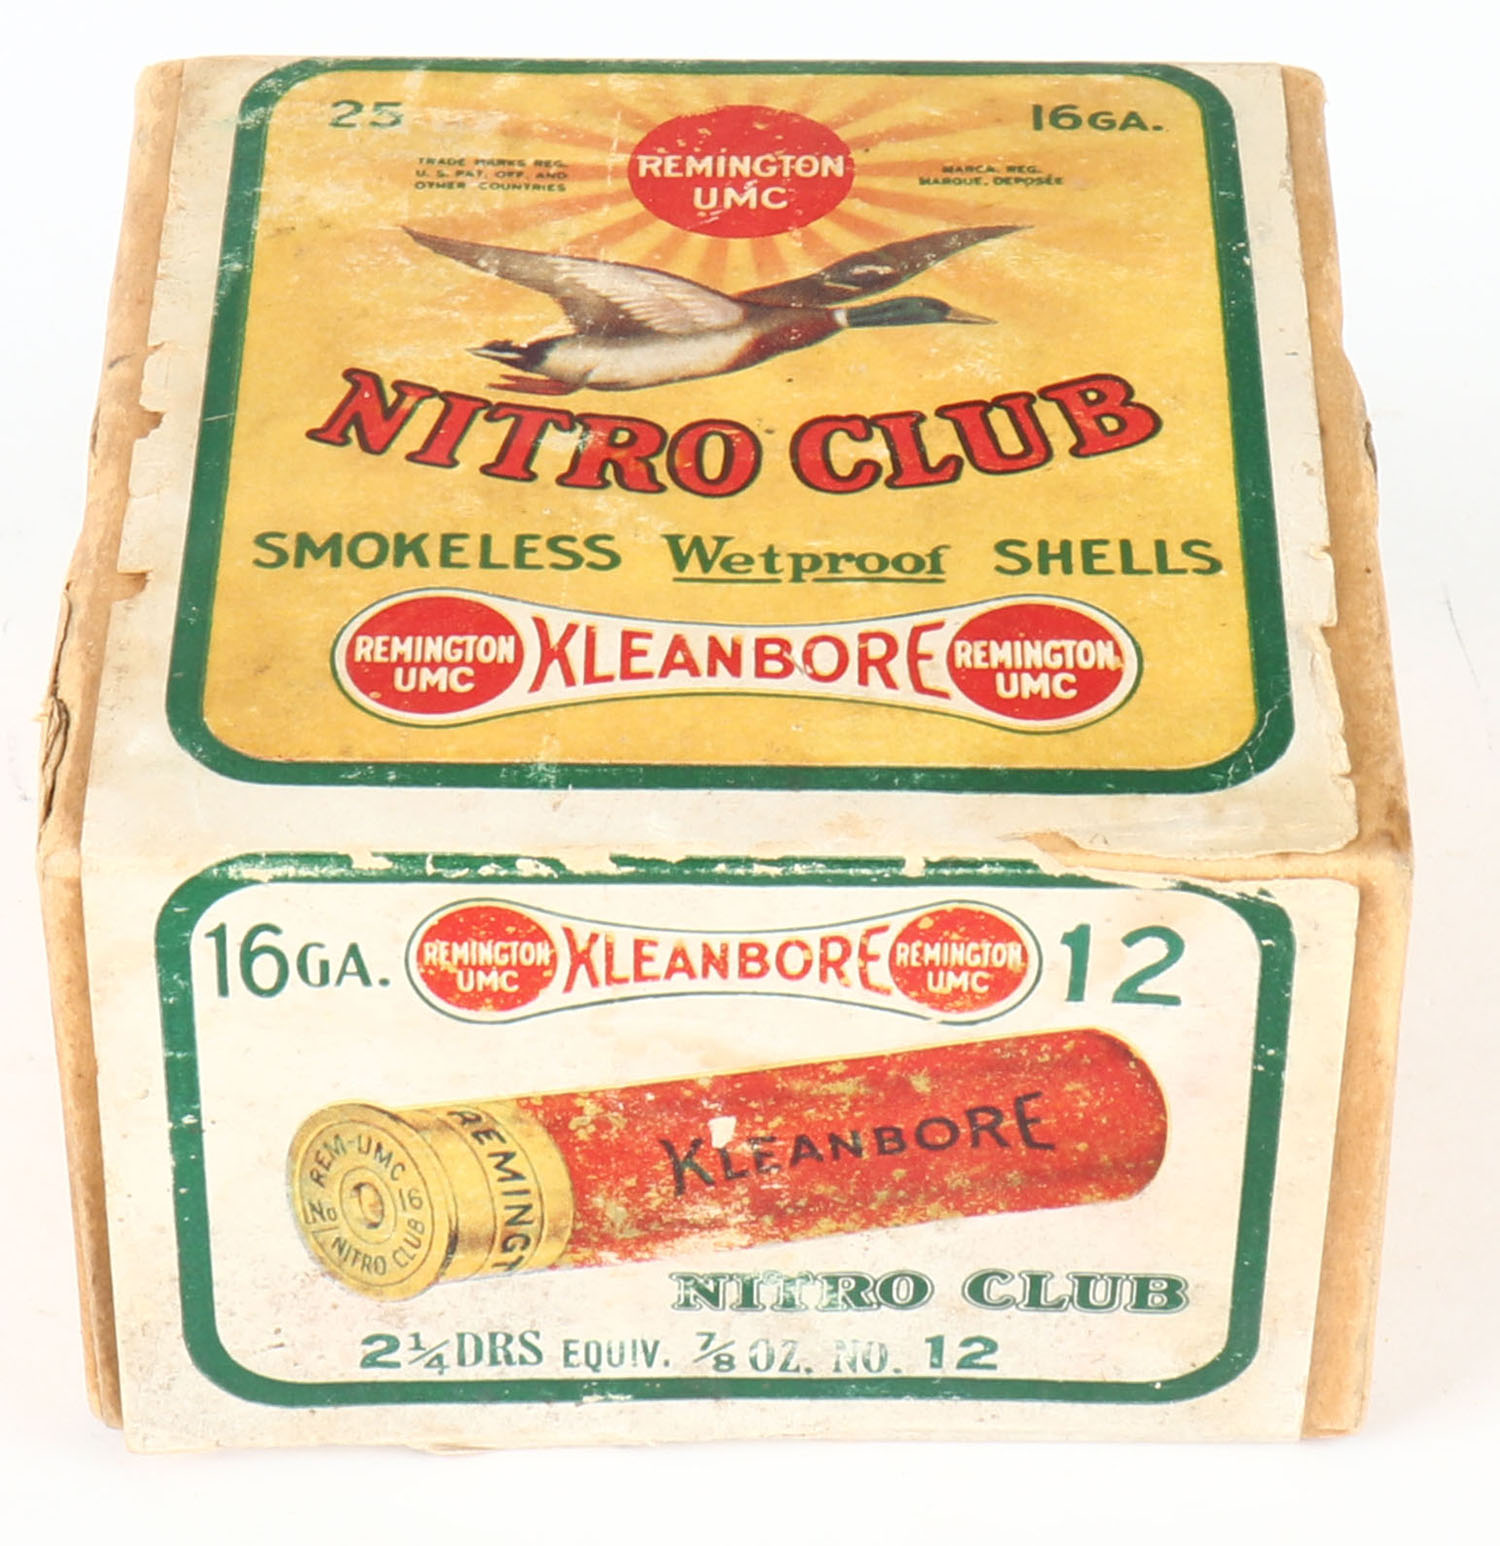 25
16GA.
TRADE MARKS REG.
U. S. PAT. OFF. AND
OTHER COUNTRIES
REMINGTON
UMC
MARCA. REG.
MARQUE. DEPOSÉE
NITRO CLUB
SMOKELESS Wetproof SHELLS
REMINGTON
UMC
KLEANBORE
REMINGTON
UMC
16GA.
REMINGTON
UMC
KLEANBORE
REMINGTON
UMC
12
REM-UMC
No 16
NITRO CLUB
REMINGT
KLEANBORE
NITRO CLUB
2¼ DRS EQUIV. ⅞ OZ. NO. 12